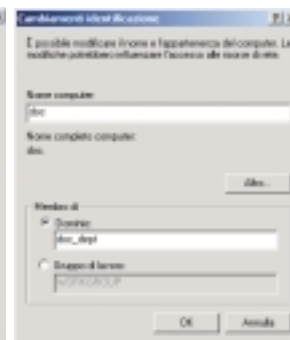 Cambiamenti identificazione
È possibile modificare il nome e l'appartenenza del computer. Le
modifiche potrebbero influenzare l'accesso alle risorse di rete.
Nome computer:
doc
Nome completo computer:
doc.
Altro...
Membro di
Dominio:
doc_dept
Gruppo di lavoro:
WORKGROUP
OK
Annulla